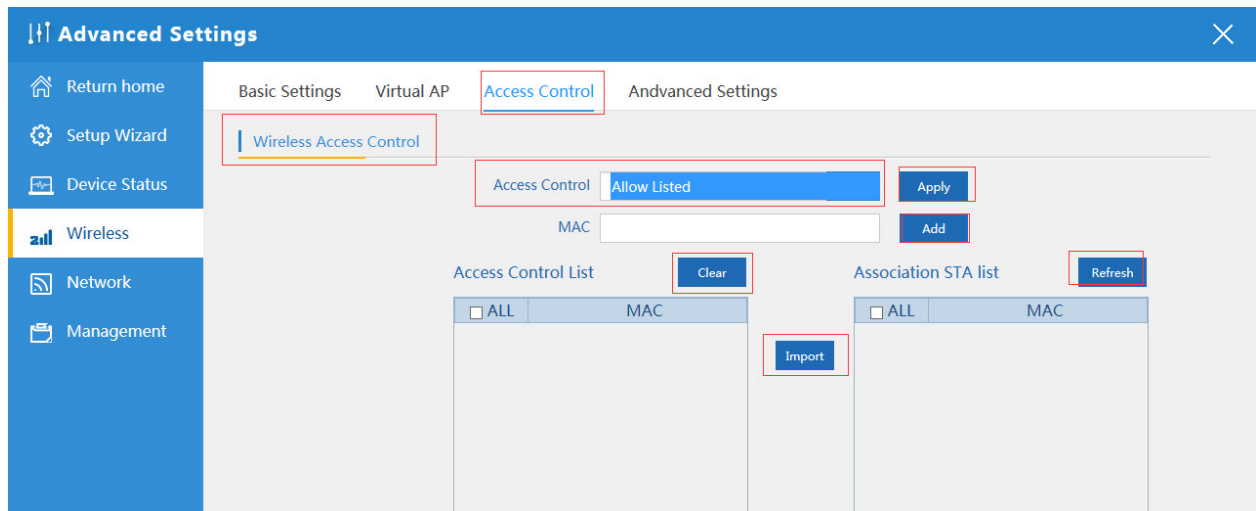 Advanced Settings
Return home
Setup Wizard
Device Status
Wireless
Network
Management
Basic Settings Virtual AP Access Control Andvanced Settings
Wireless Access Control
Access Control Allow Listed Apply
MAC Add
Access Control List Clear Association STA list Refresh
ALL MAC ALL MAC
Import